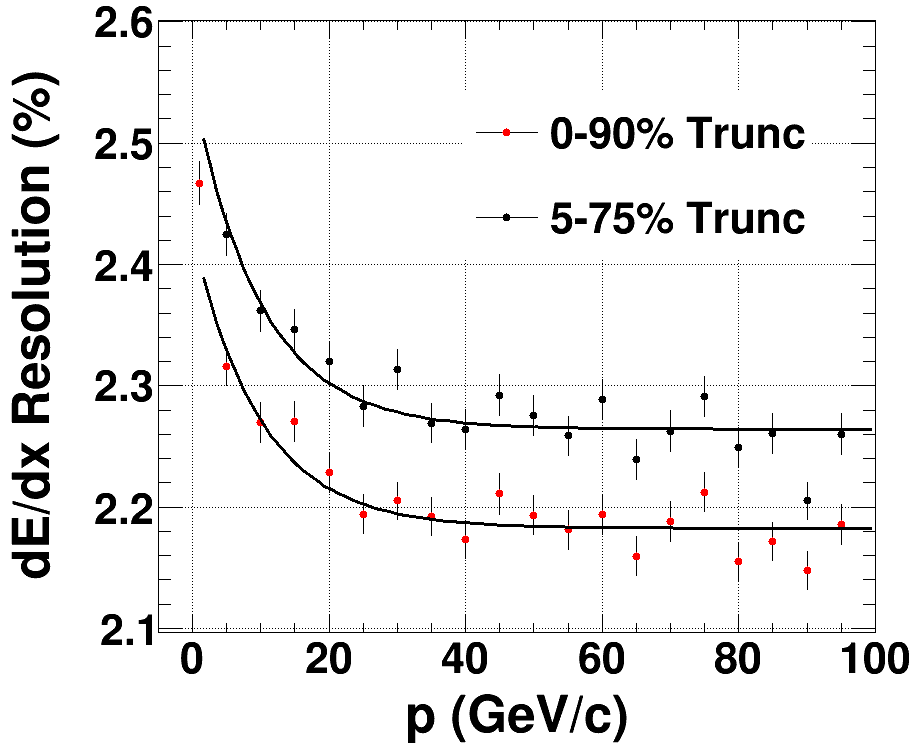 dE/dx Resolution (%)
2.6
2.5
2.4
2.3
2.2
2.1
0-90% Trunc
5-75% Trunc
0 20 40 60 80 100
p (GeV/c)